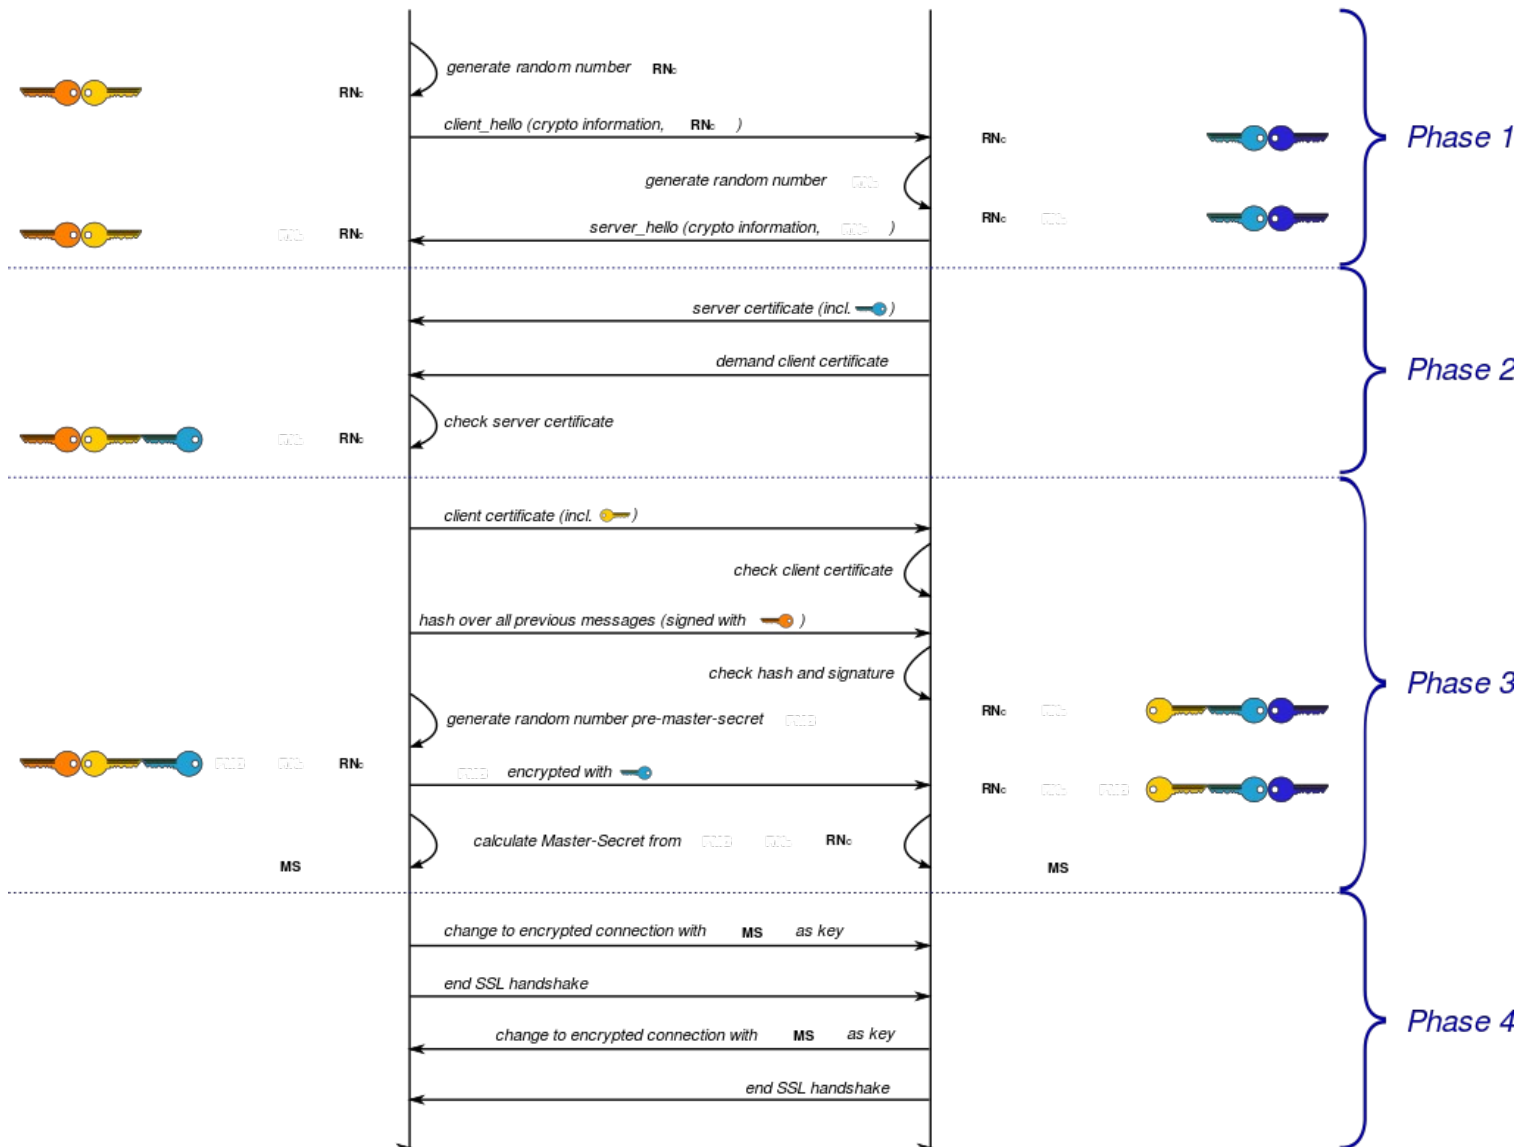 generate random number RNc
RNc
client_hello (crypto information, RNc )
RNc
Phase 1
generate random number
RNc
server_hello (crypto information, )
RNc
server certificate (incl. )
demand client certificate
Phase 2
check server certificate
RNc
client certificate (incl. )
check client certificate
hash over all previous messages (signed with )
check hash and signature
Phase 3
RNc
generate random number pre-master-secret
RNc
encrypted with
RNc
calculate Master-Secret from RNc
MS
MS
change to encrypted connection with MS as key
end SSL handshake
Phase 4
change to encrypted connection with MS as key
end SSL handshake